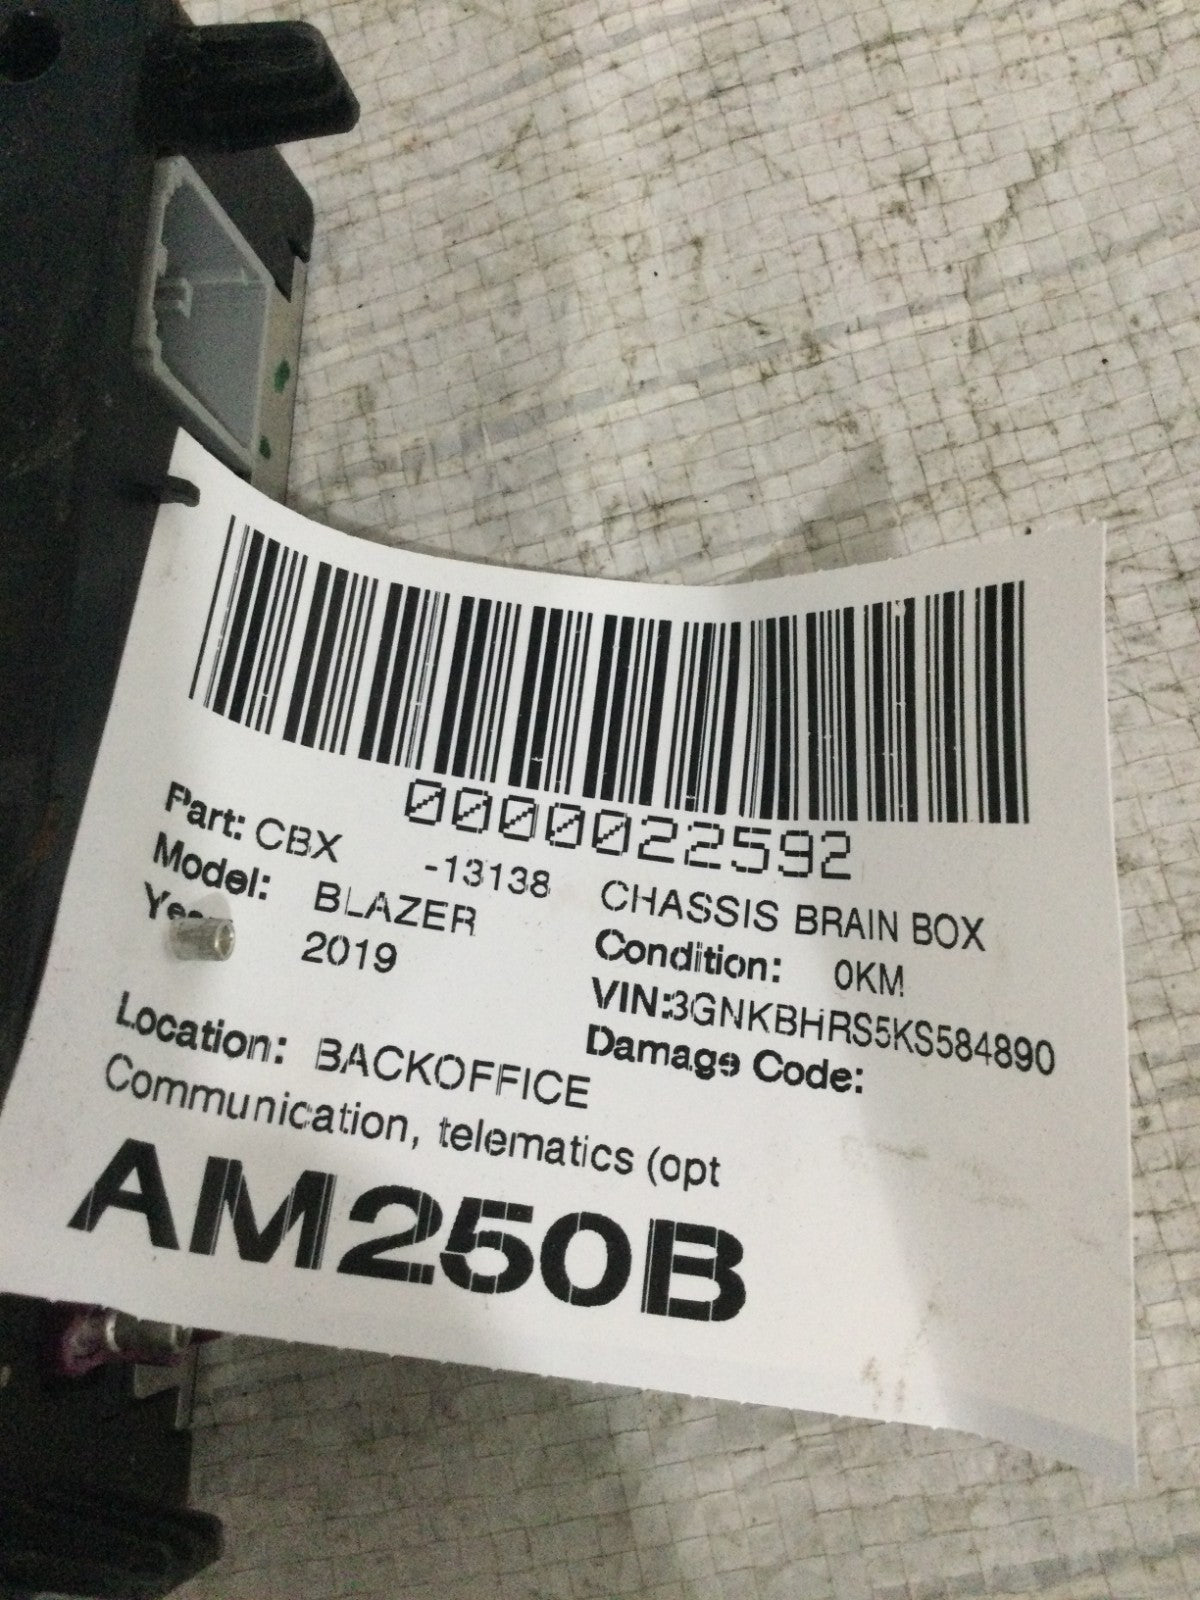 0000022592
Part: CBX -13138 CHASSIS BRAIN BOX
Model: BLAZER Condition: 0KM
2019 VIN:3GNKBHRS5KS584890
Damage Code:
Location: BACKOFFICE
Communication, telematics (opt
AM250B